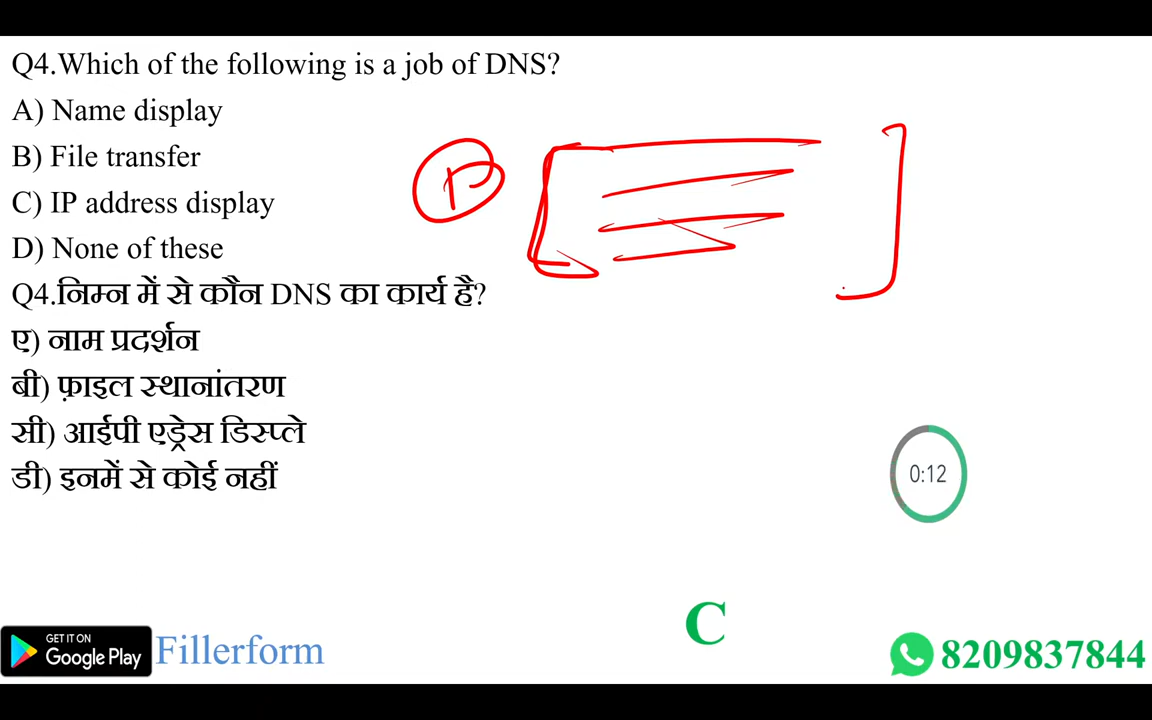 Q4.Which of the following is a job of DNS?
A) Name display
B) File transfer
C) IP address display
D) None of these
Q4.निम्न में से कौन DNS का कार्य है?
ए) नाम प्रदर्शन
बी) फ़ाइल स्थानांतरण
सी) आईपी एड्रेस डिस्प्ले
डी) इनमें से कोई नहीं
0:12
C
GET IT ON
Google Play
Fillerform
8209837844